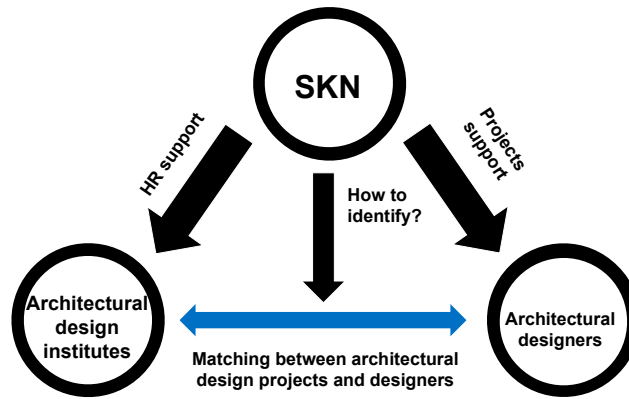 SKN
HR support
Projects
support
How to
identify?
Architectural
design
institutes
Architectural
designers
Matching between architectural
design projects and designers